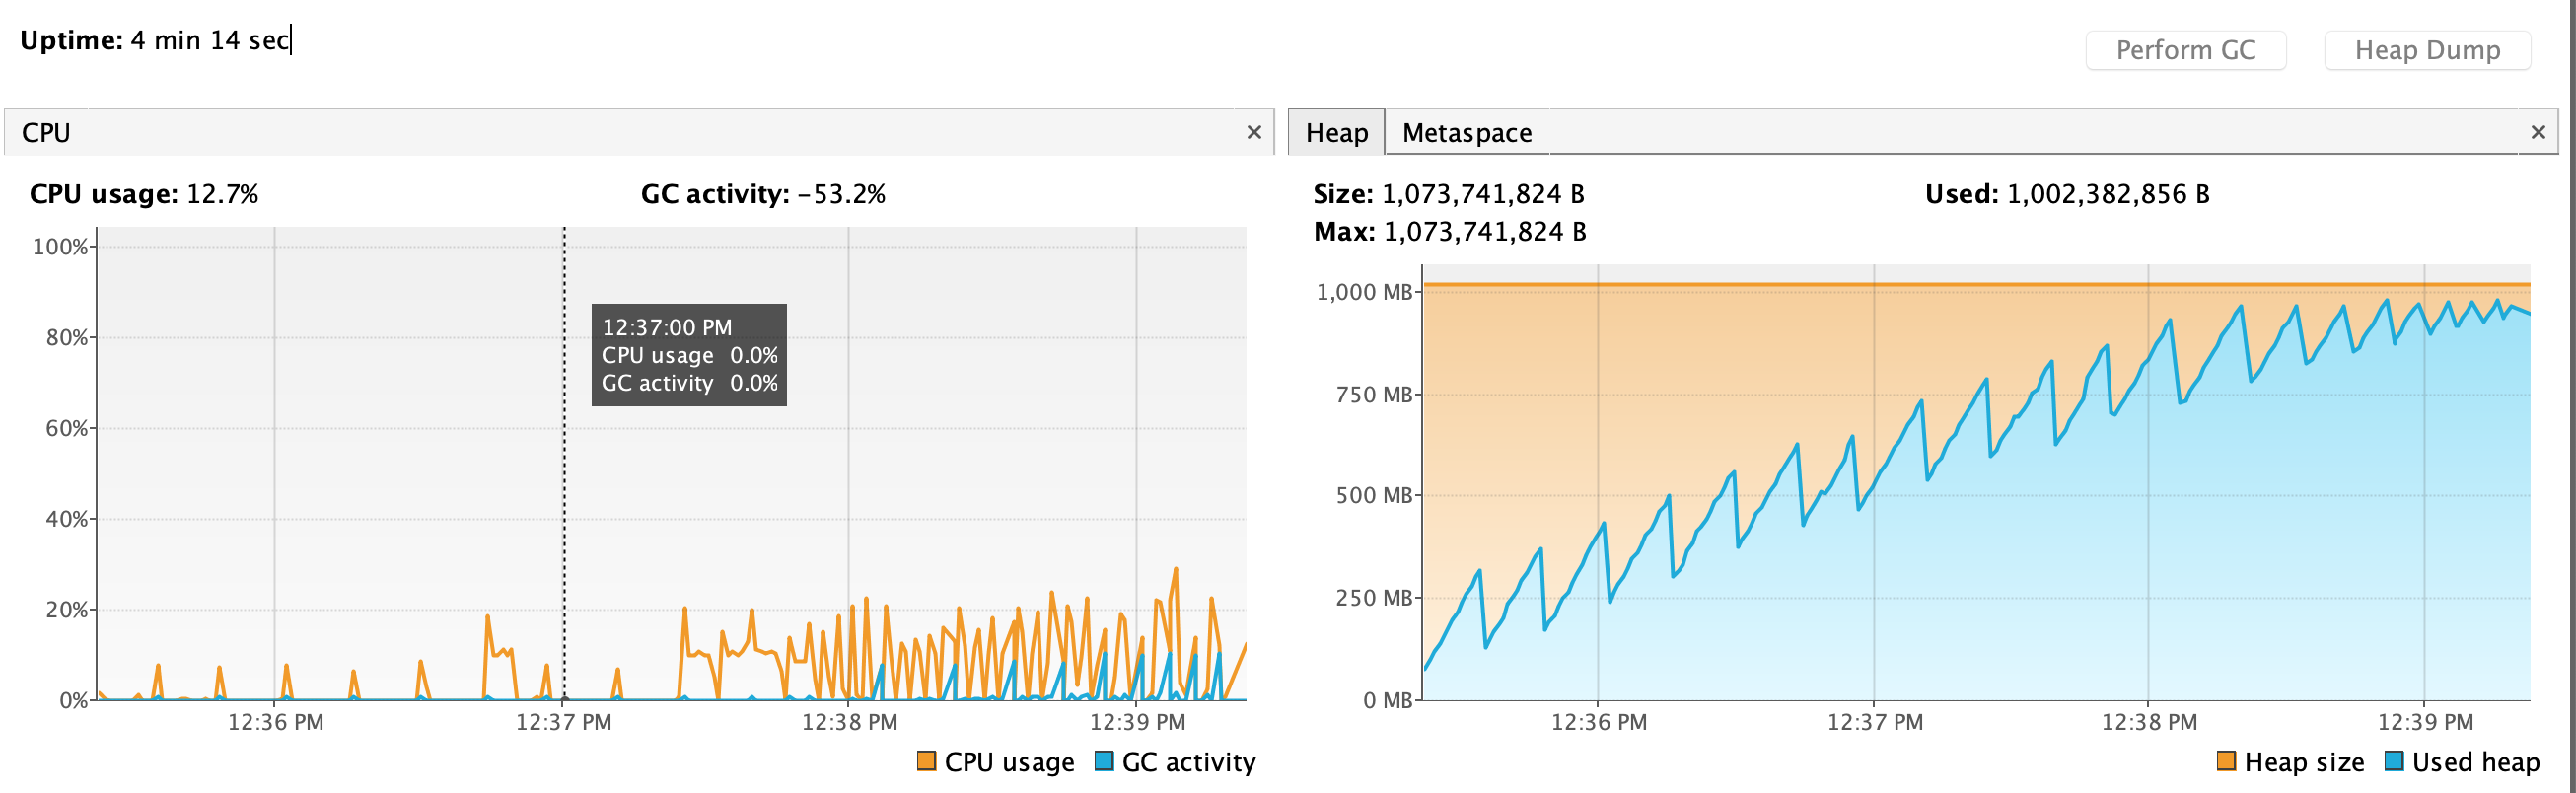 Uptime: 4 min 14 sec
Perform GC
Heap Dump
CPU
×
CPU usage: 12.7%
GC activity: −53.2%
100%
80%
60%
40%
20%
0%
12:37:00 PM
CPU usage 0.0%
GC activity 0.0%
12:36 PM
12:37 PM
12:38 PM
12:39 PM
CPU usage
GC activity
Heap
Metaspace
×
Size: 1,073,741,824 B
Used: 1,002,382,856 B
Max: 1,073,741,824 B
1,000 MB
750 MB
500 MB
250 MB
0 MB
12:36 PM
12:37 PM
12:38 PM
12:39 PM
Heap size
Used heap